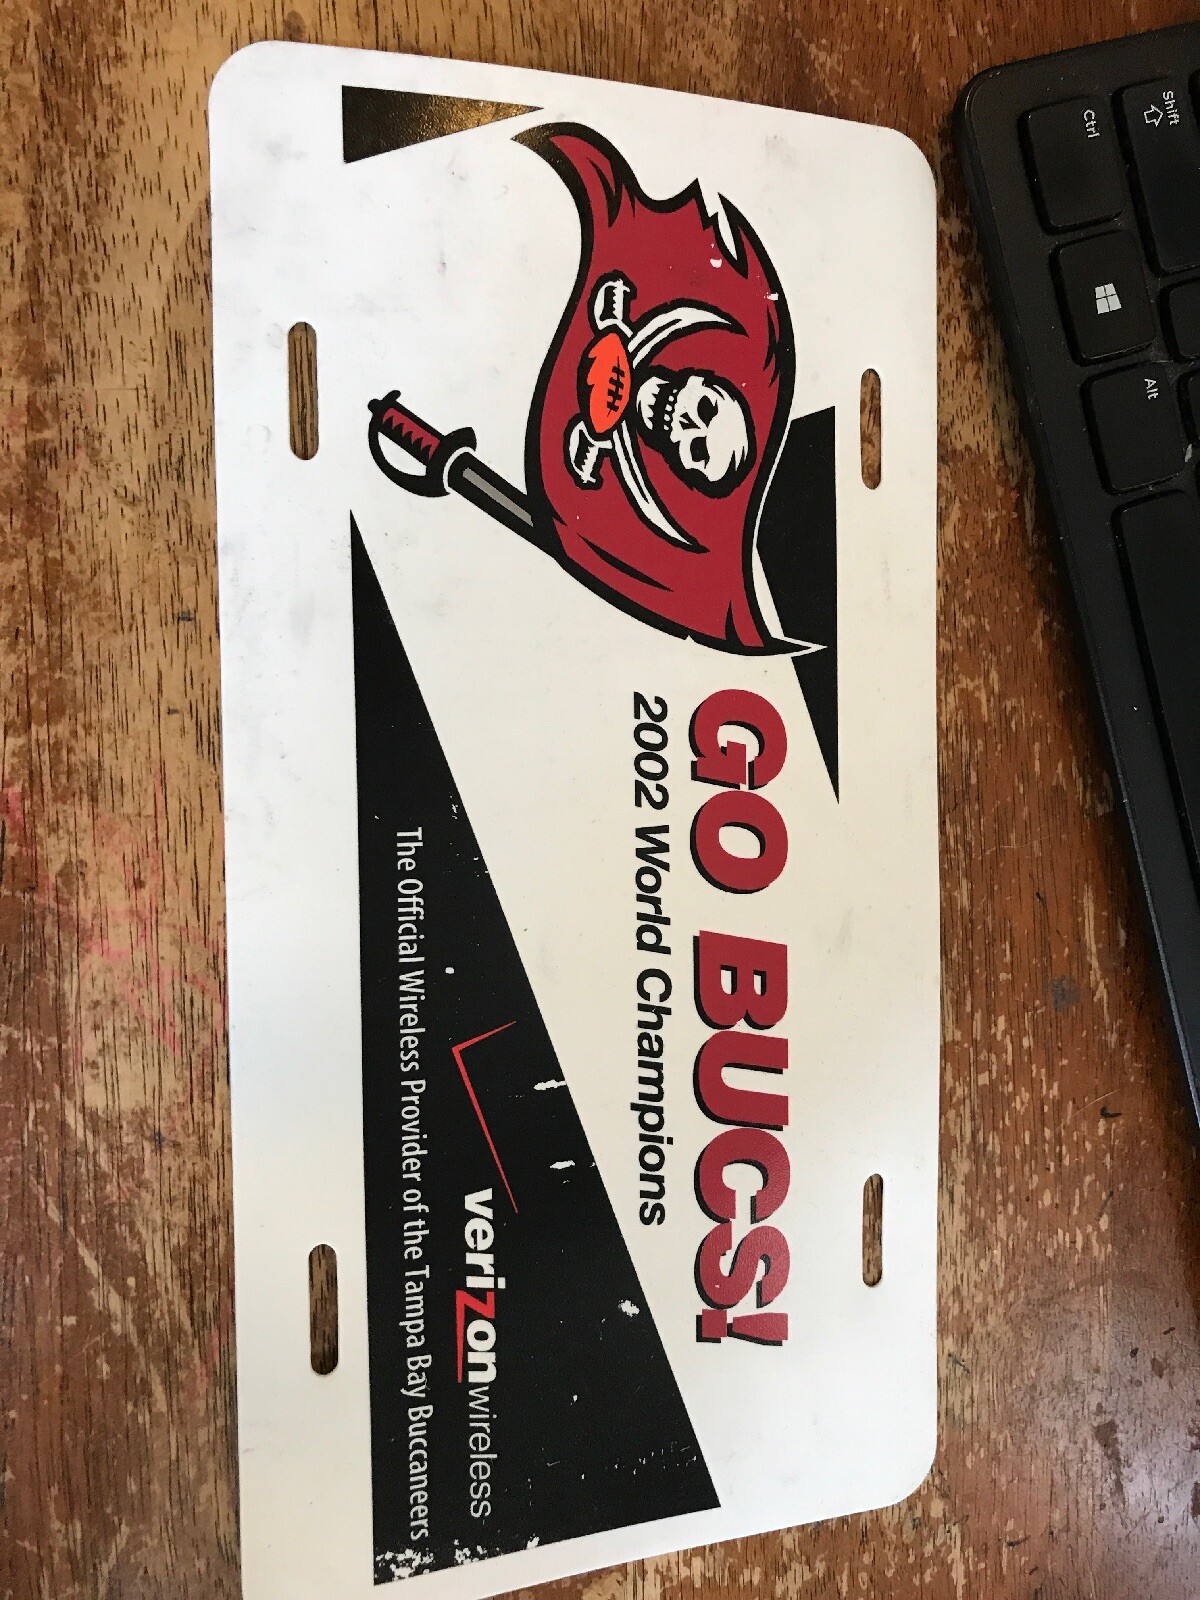 GO BUCS!
2002 World Champions
verizonwireless
The Official Wireless Provider of the Tampa Bay Buccaneers
Shift
Ctrl
Alt